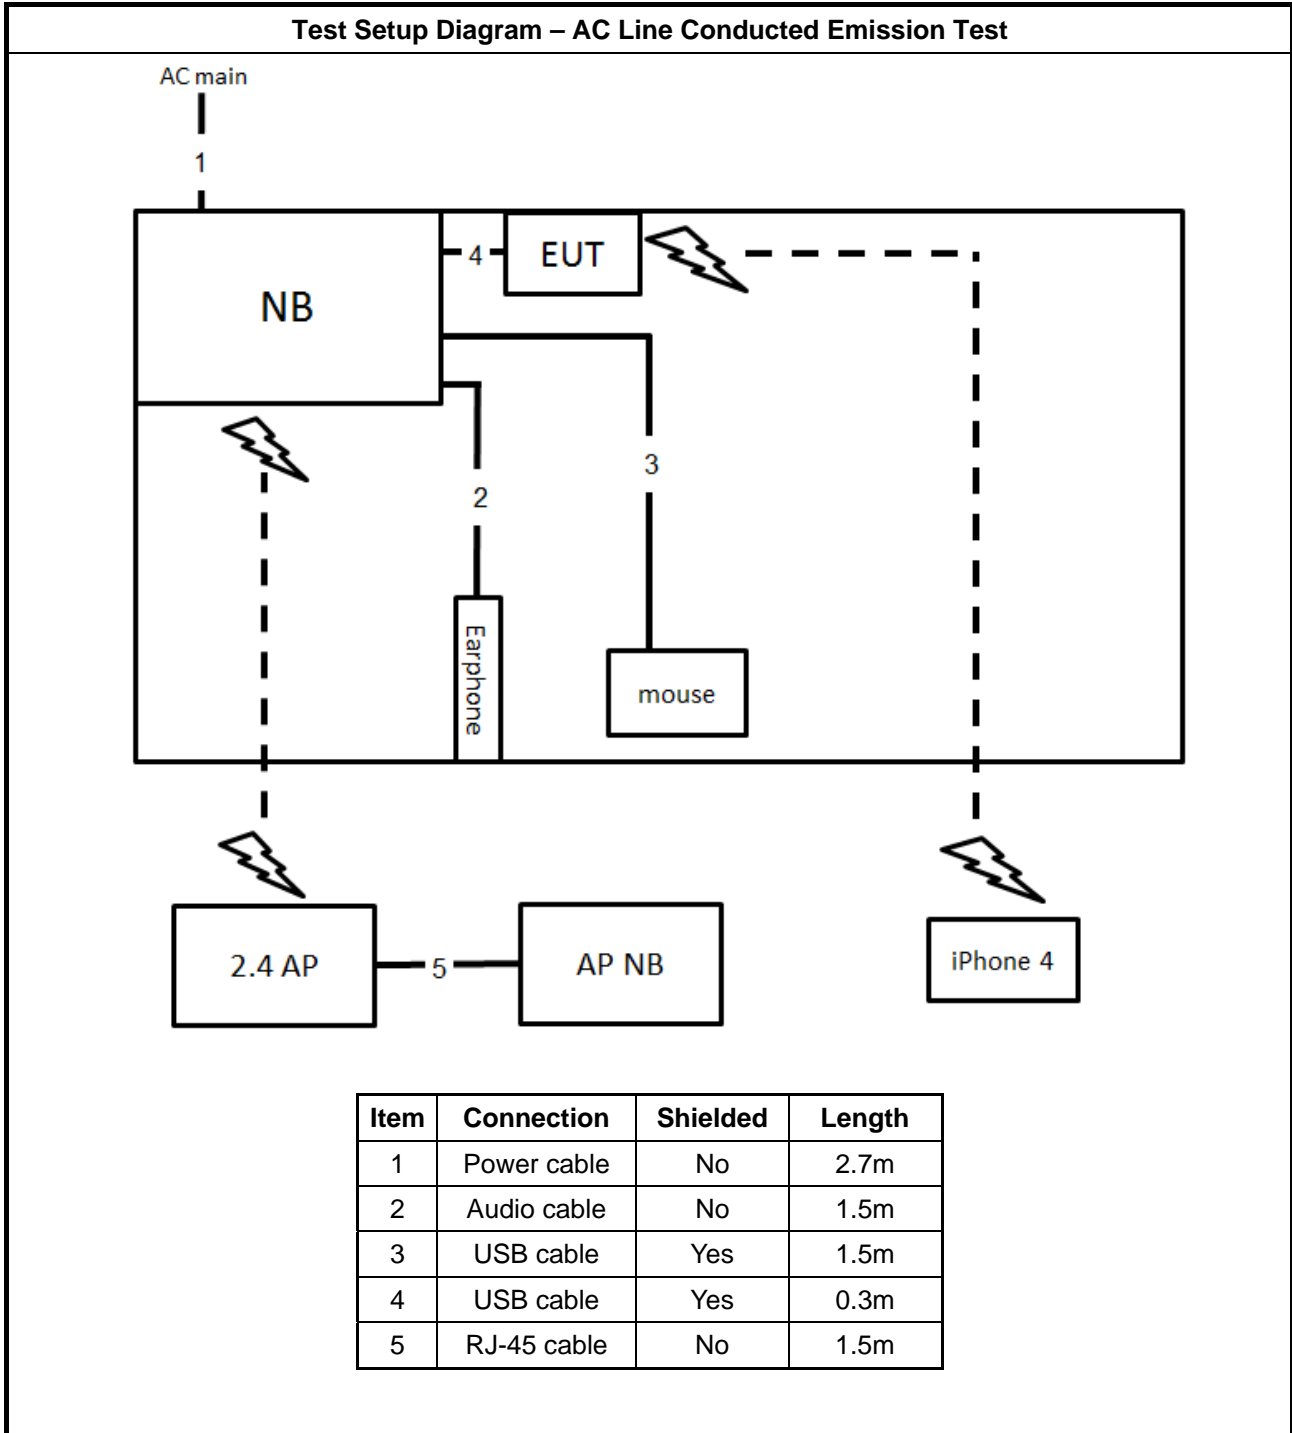 Test Setup Diagram – AC Line Conducted Emission Test
AC main
1
4
EUT
NB
3
2
Earphone
mouse
2.4 AP
5
AP NB
iPhone 4
Item Connection Shielded Length
1 Power cable No 2.7m
2 Audio cable No 1.5m
3 USB cable Yes 1.5m
4 USB cable Yes 0.3m
5 RJ-45 cable No 1.5m